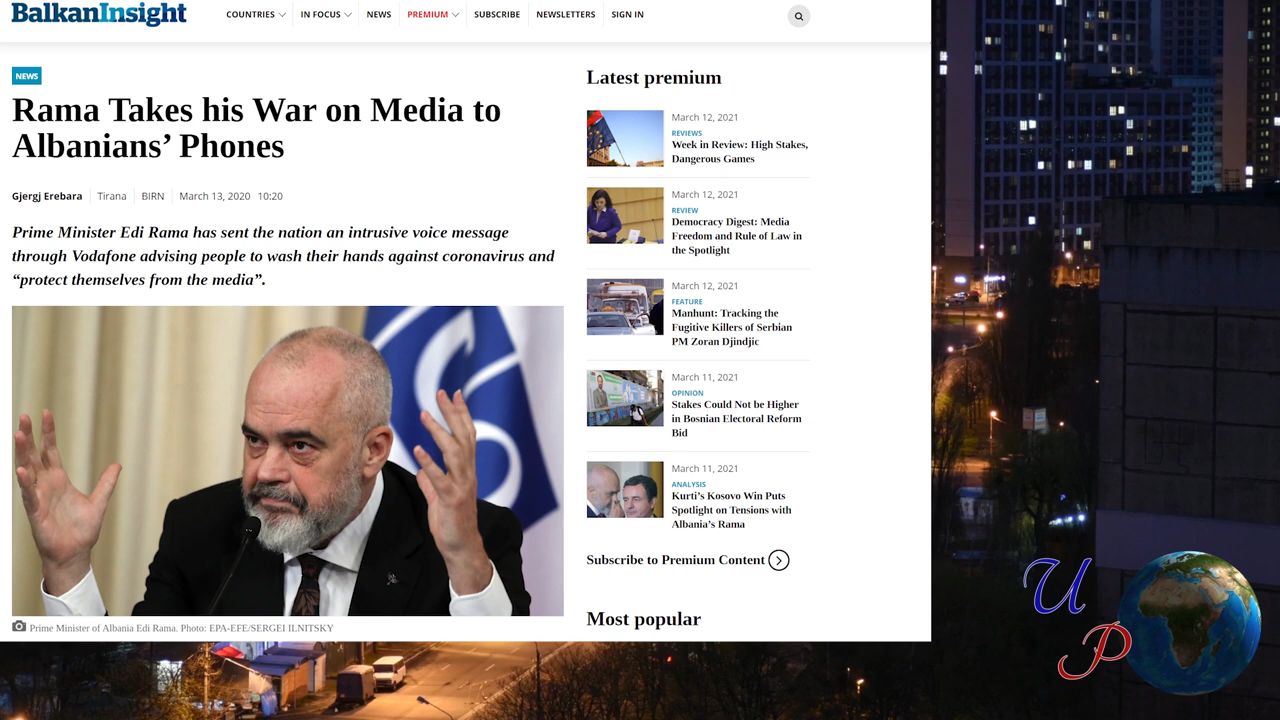 BalkanInsight
COUNTRIES
IN FOCUS
NEWS
PREMIUM
SUBSCRIBE
NEWSLETTERS
SIGN IN
NEWS
Rama Takes his War on Media to
Albanians’ Phones
Gjergj Erebara Tirana BIRN March 13, 2020 10:20
Prime Minister Edi Rama has sent the nation an intrusive voice message
through Vodafone advising people to wash their hands against coronavirus and
“protect themselves from the media”.
Prime Minister of Albania Edi Rama. Photo: EPA-EFE/SERGEI ILNITSKY
Latest premium
March 12, 2021
REVIEWS
Week in Review: High Stakes,
Dangerous Games
March 12, 2021
REVIEW
Democracy Digest: Media
Freedom and Rule of Law in
the Spotlight
March 12, 2021
FEATURE
Manhunt: Tracking the
Fugitive Killers of Serbian
PM Zoran Djindjic
March 11, 2021
OPINION
Stakes Could Not be Higher
in Bosnian Electoral Reform
Bid
March 11, 2021
ANALYSIS
Kurti’s Kosovo Win Puts
Spotlight on Tensions with
Albania’s Rama
Subscribe to Premium Content
Most popular
U
P